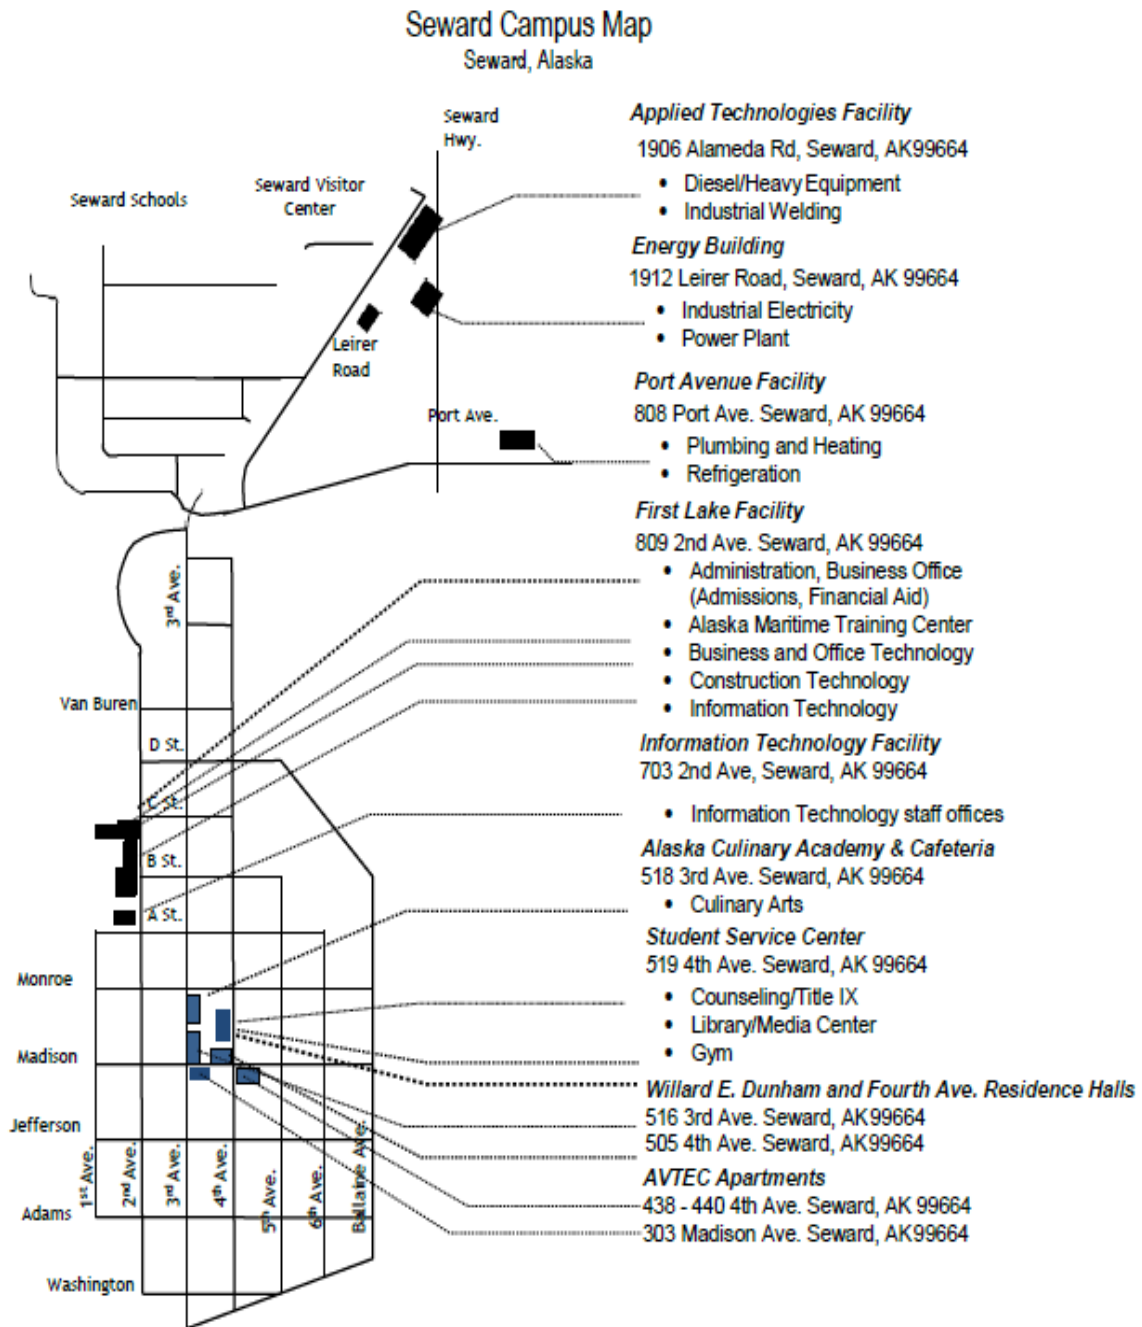 Seward Campus Map
Seward, Alaska
Seward
Hwy.
Seward Visitor
Center
Seward Schools
Leirer
Road
Port Ave.
Applied Technologies Facility
1906 Alameda Rd, Seward, AK99664
• Diesel/Heavy Equipment
• Industrial Welding
Energy Building
1912 Leirer Road, Seward, AK 99664
• Industrial Electricity
• Power Plant
Port Avenue Facility
808 Port Ave. Seward, AK 99664
• Plumbing and Heating
• Refrigeration
First Lake Facility
809 2nd Ave. Seward, AK 99664
• Administration, Business Office
(Admissions, Financial Aid)
• Alaska Maritime Training Center
• Business and Office Technology
• Construction Technology
• Information Technology
Information Technology Facility
703 2nd Ave, Seward, AK 99664
• Information Technology staff offices
Alaska Culinary Academy & Cafeteria
518 3rd Ave. Seward, AK 99664
• Culinary Arts
Student Service Center
519 4th Ave. Seward, AK 99664
• Counseling/Title IX
• Library/Media Center
• Gym
Willard E. Dunham and Fourth Ave. Residence Halls
516 3rd Ave. Seward, AK99664
505 4th Ave. Seward, AK99664
AVTEC Apartments
438 - 440 4th Ave. Seward, AK 99664
303 Madison Ave. Seward, AK99664
3rd Ave.
Van Buren
D St.
C St.
B St.
A St.
Monroe
Madison
Jefferson
Adams
Washington
1st Ave.
2nd Ave.
3rd Ave.
4th Ave.
5th Ave.
6th Ave.
Ballaine Ave.